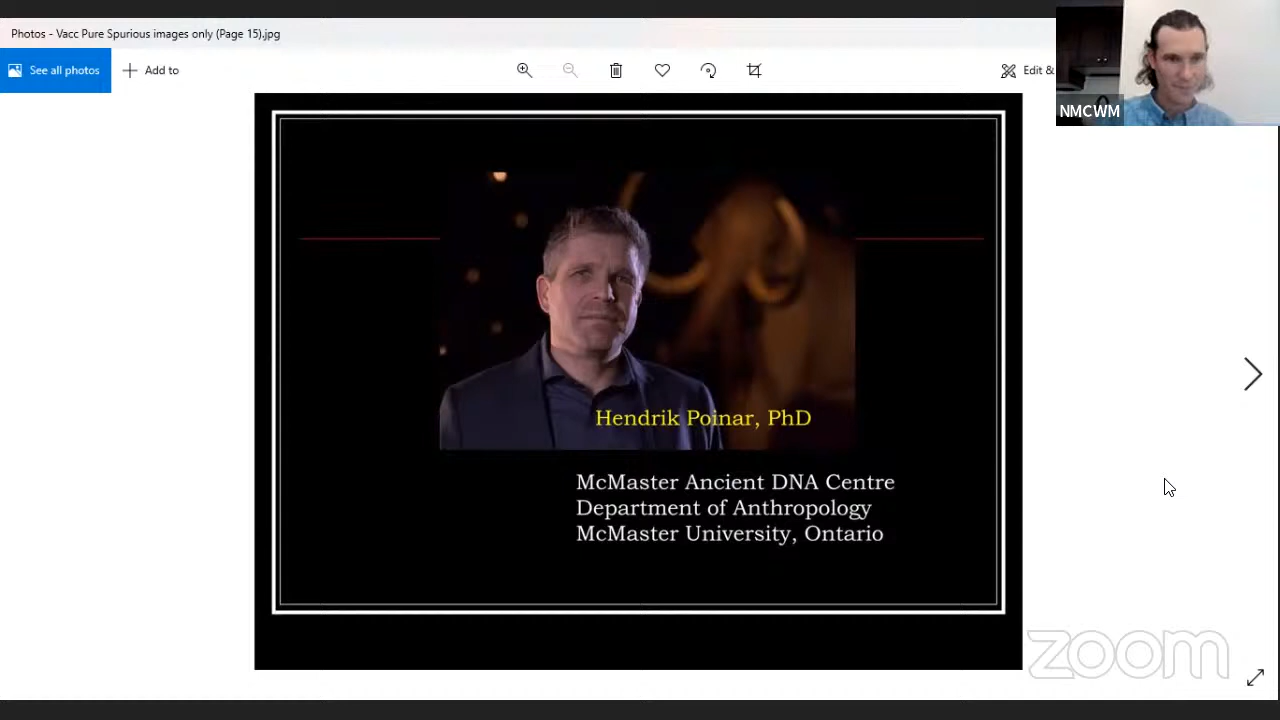 Photos - Vacc Pure Spurious images only (Page 15).jpg
See all photos
Add to
Edit &
NMCWM
Hendrik Poinar, PhD
McMaster Ancient DNA Centre
Department of Anthropology
McMaster University, Ontario
zoom